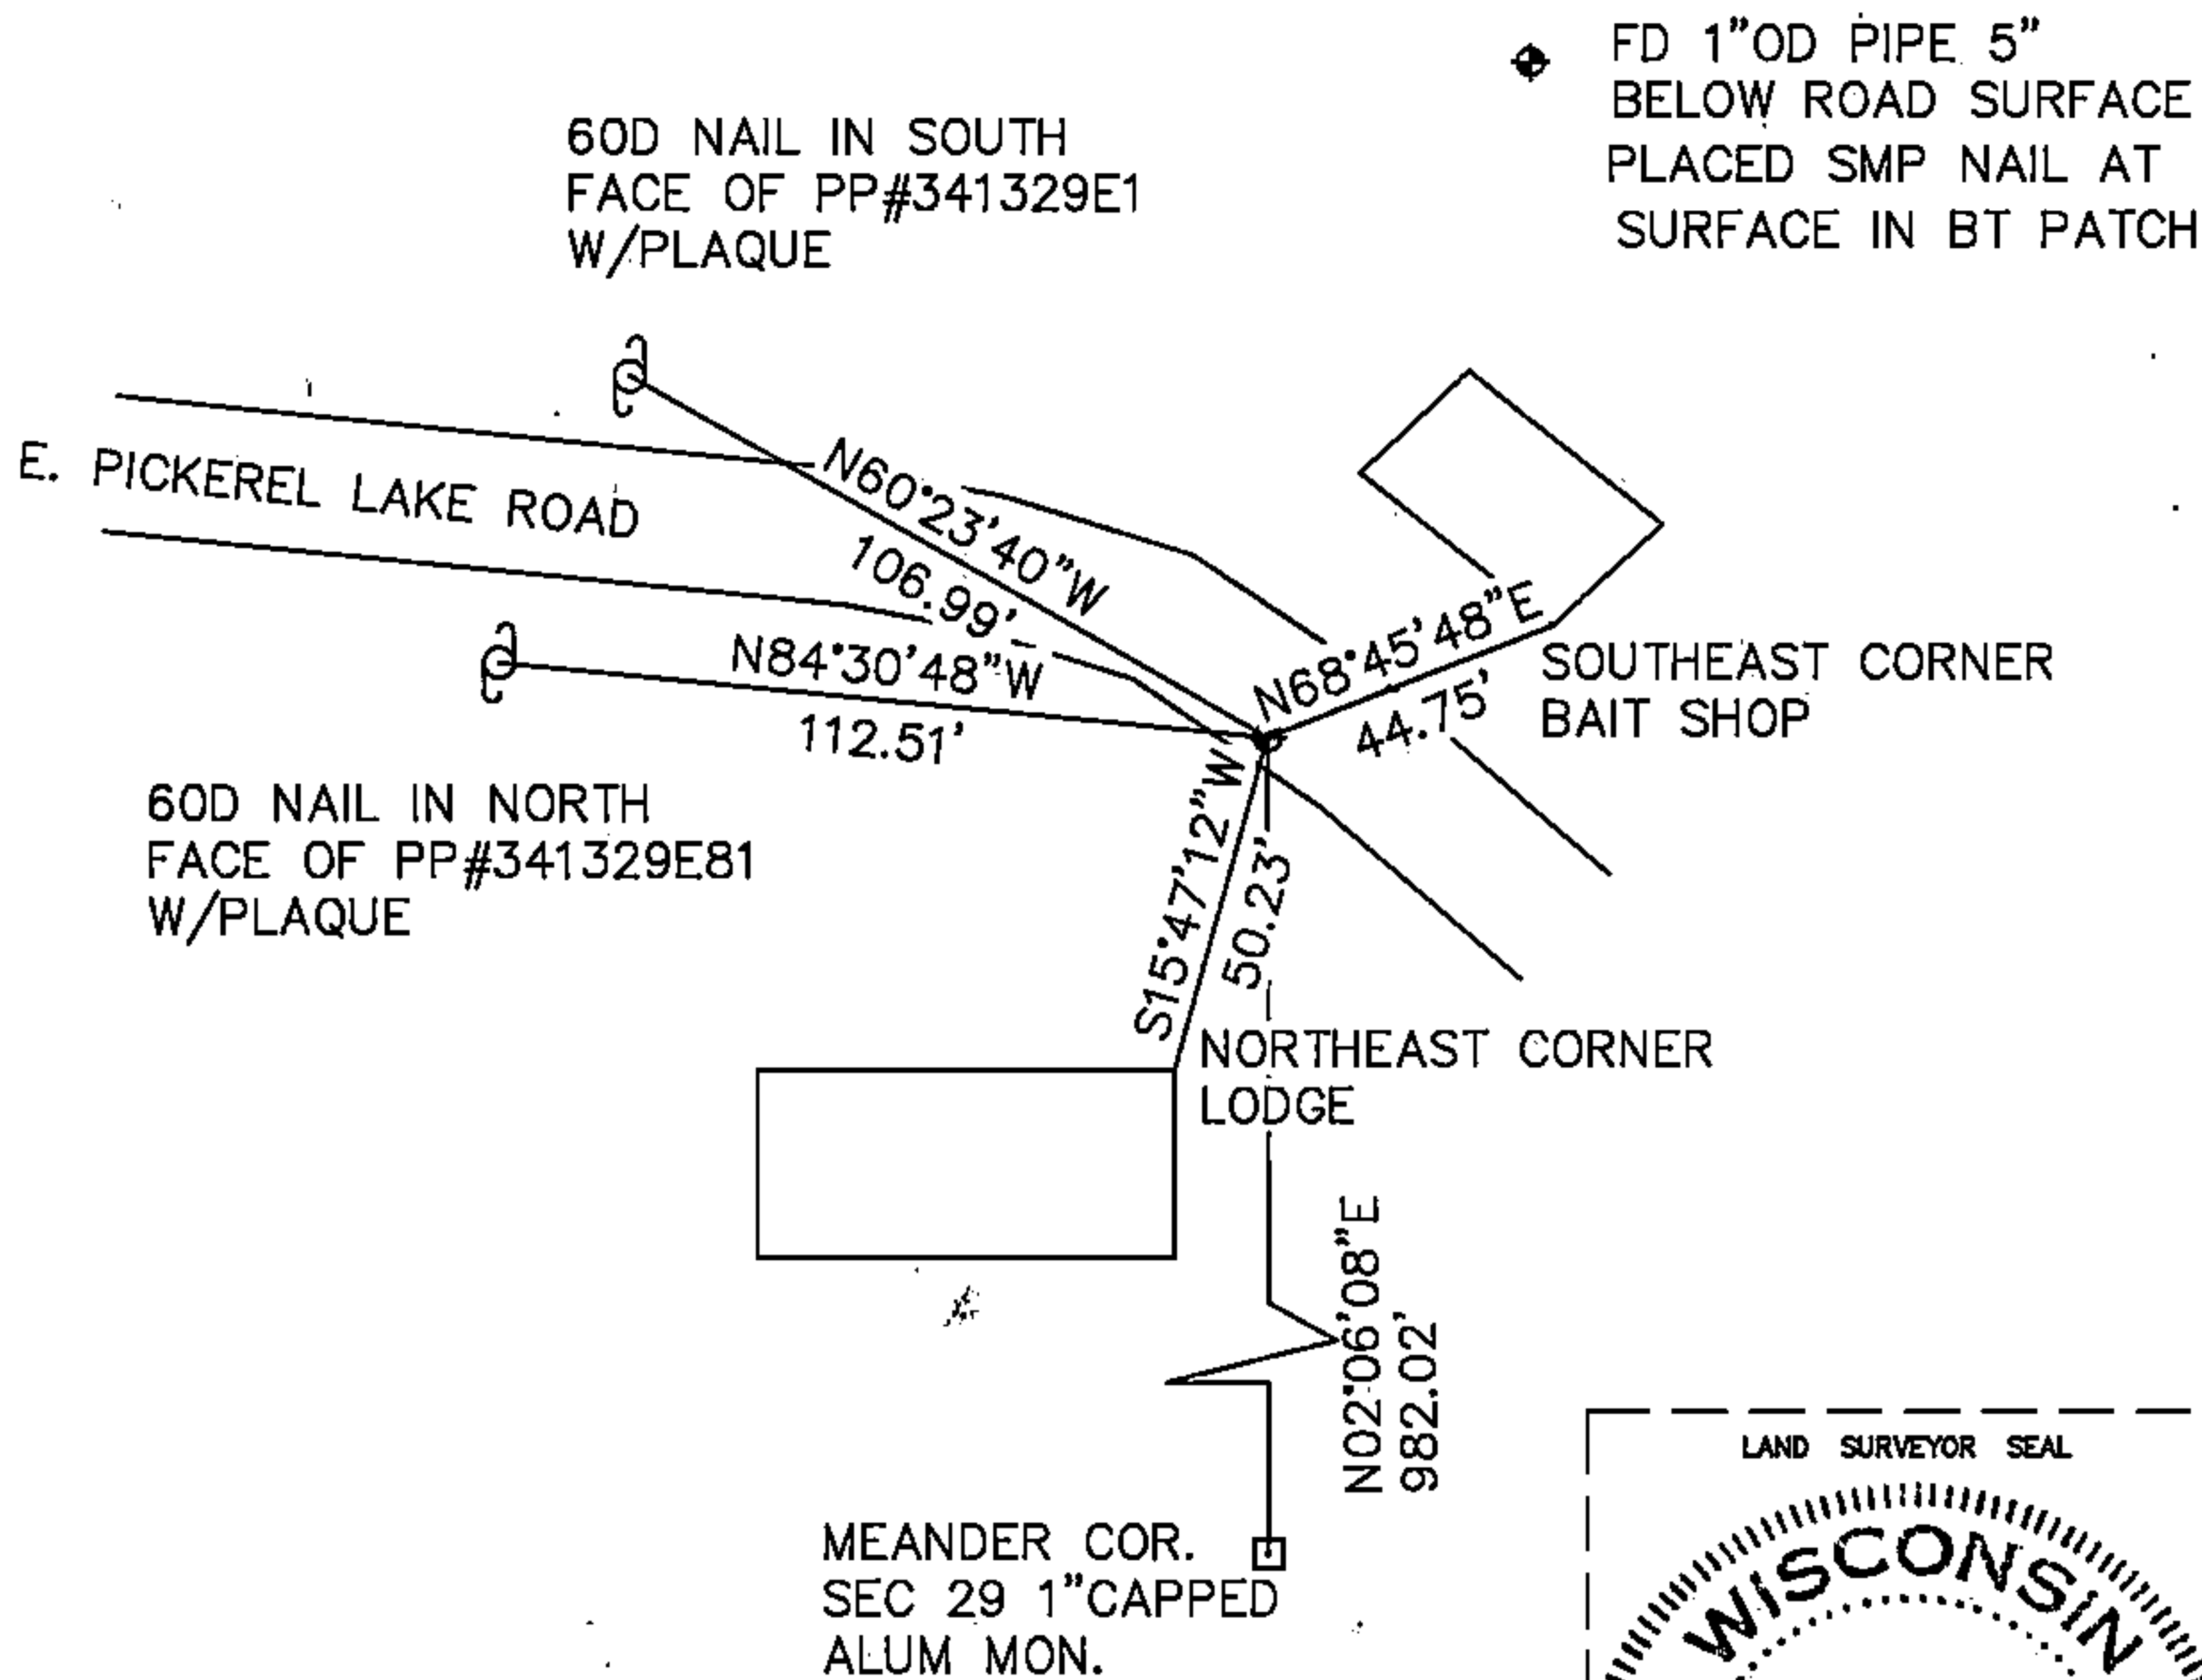 FD 1"OD PIPE 5"
BELOW ROAD SURFACE
PLACED SMP NAIL AT
SURFACE IN BT PATCH
60D NAIL IN SOUTH
FACE OF PP#341329E1
W/PLAQUE
E. PICKEREL LAKE ROAD
N60°23'40"W
106.99'
N84°30'48"W
112.51'
N68°45'48"E
44.75'
SOUTHEAST CORNER
BAIT SHOP
60D NAIL IN NORTH
FACE OF PP#341329E81
W/PLAQUE
S15°47'12"W
50.23'
NORTHEAST CORNER
LODGE
N02°06'08"E
982.02'
MEANDER COR.
SEC 29 1"CAPPED
ALUM MON.
LAND SURVEYOR SEAL
WISCONSIN